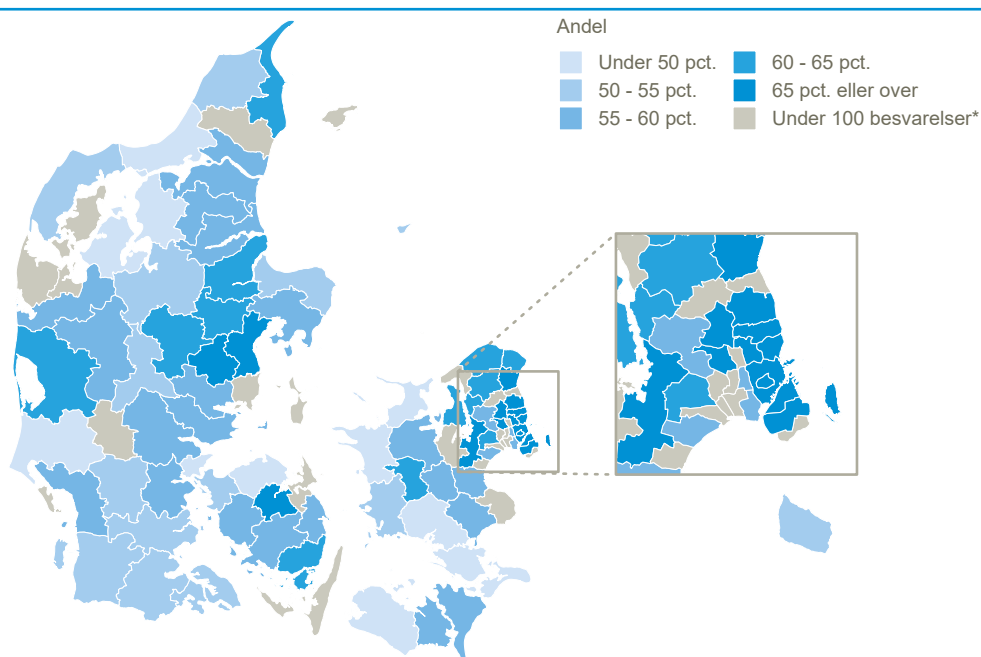 Andel
Under 50 pct.
50 - 55 pct.
55 - 60 pct.
60 - 65 pct.
65 pct. eller over
Under 100 besvarelser*